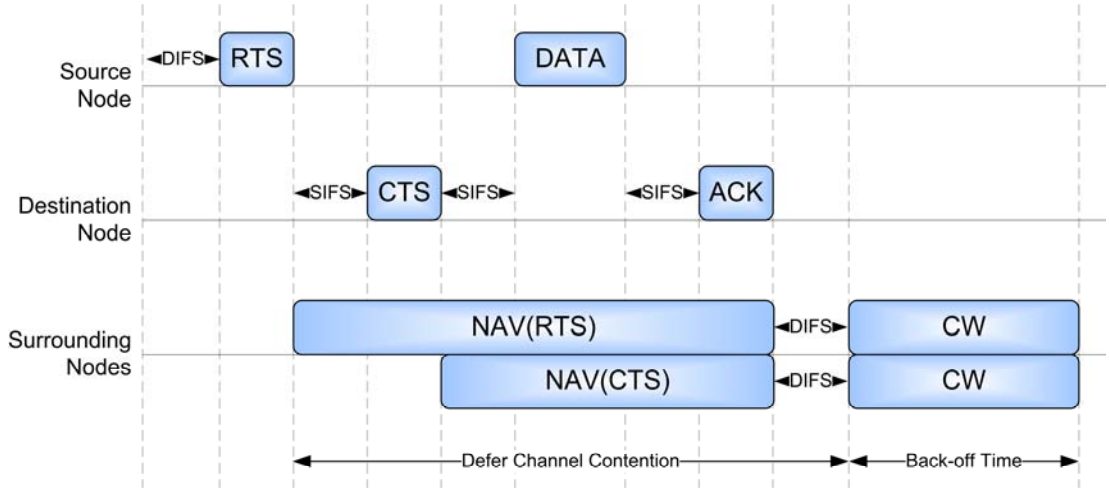 DIFS RTS DATA
Source
Node
SIFS CTS SIFS SIFS ACK
Destination
Node
NAV(RTS) DIFS CW
Surrounding
Nodes
NAV(CTS) DIFS CW
Defer Channel Contention Back-off Time